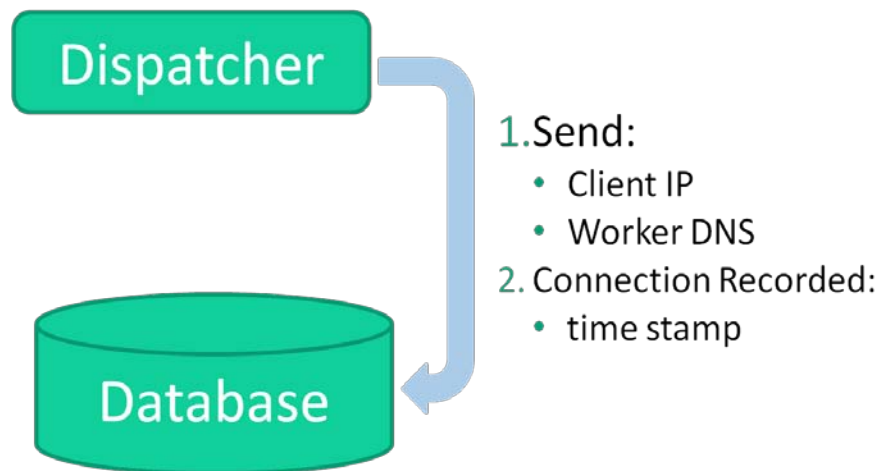 Dispatcher
1.Send:
• Client IP
• Worker DNS
2. Connection Recorded:
• time stamp
Database